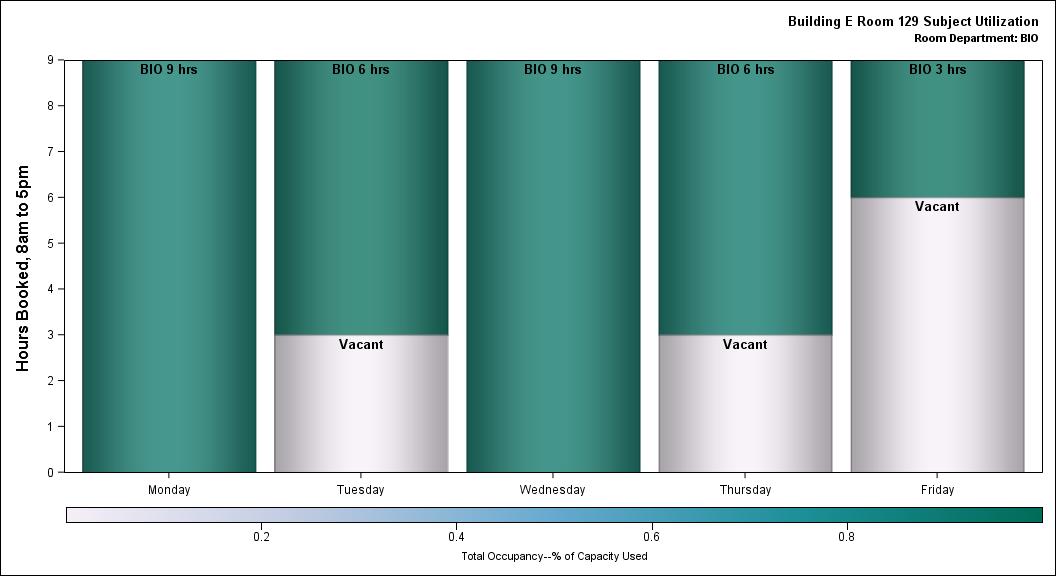 Building E Room 129 Subject Utilization
Room Department: BIO
Hours Booked, 8am to 5pm
9
8
7
6
5
4
3
2
1
0
BIO 9 hrs
BIO 6 hrs
BIO 9 hrs
BIO 6 hrs
BIO 3 hrs
Vacant
Vacant
Vacant
Monday
Tuesday
Wednesday
Thursday
Friday
0.2
0.4
0.6
0.8
Total Occupancy--% of Capacity Used